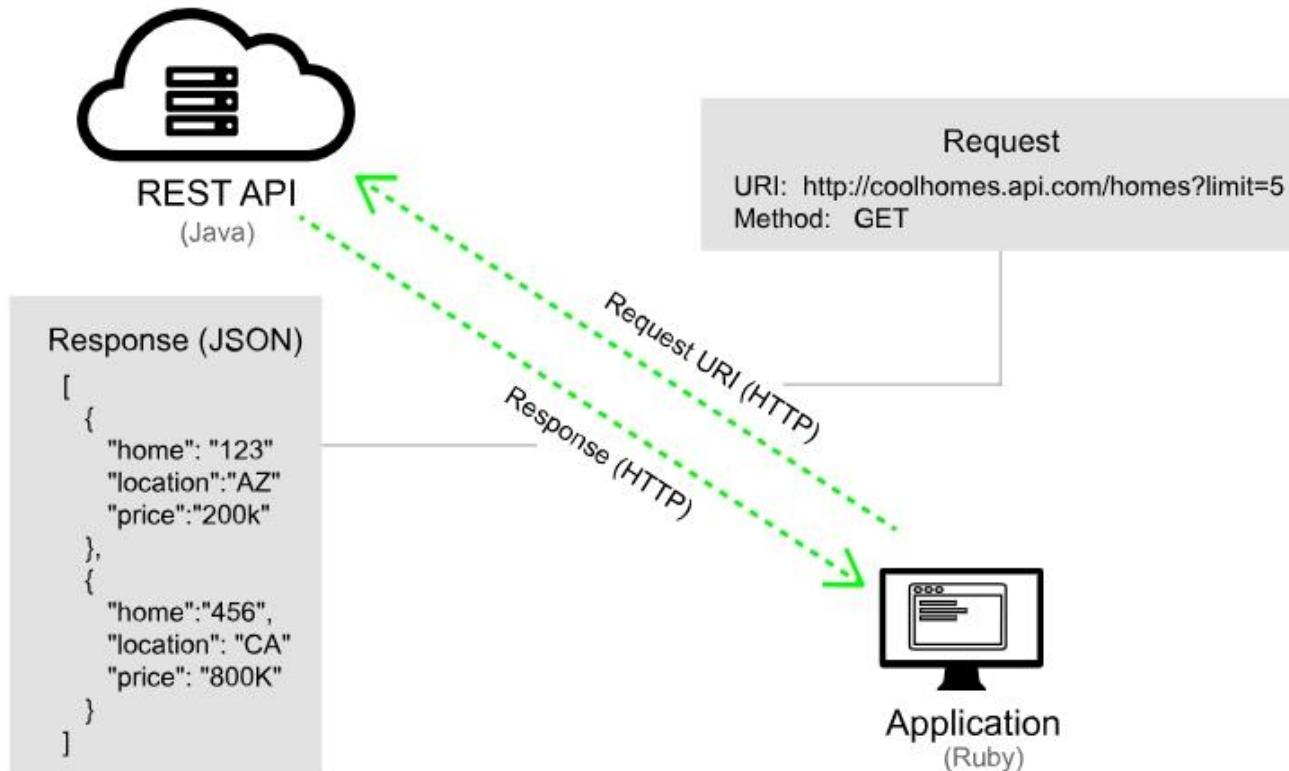 REST API
(Java)
Request
URI: http://coolhomes.api.com/homes?limit=5
Method: GET
Request URI (HTTP)
Response (HTTP)
Response (JSON)
[
{
"home": "123"
"location":"AZ"
"price":"200k"
},
{
"home":"456",
"location": "CA"
"price": "800K"
}
]
Application
(Ruby)